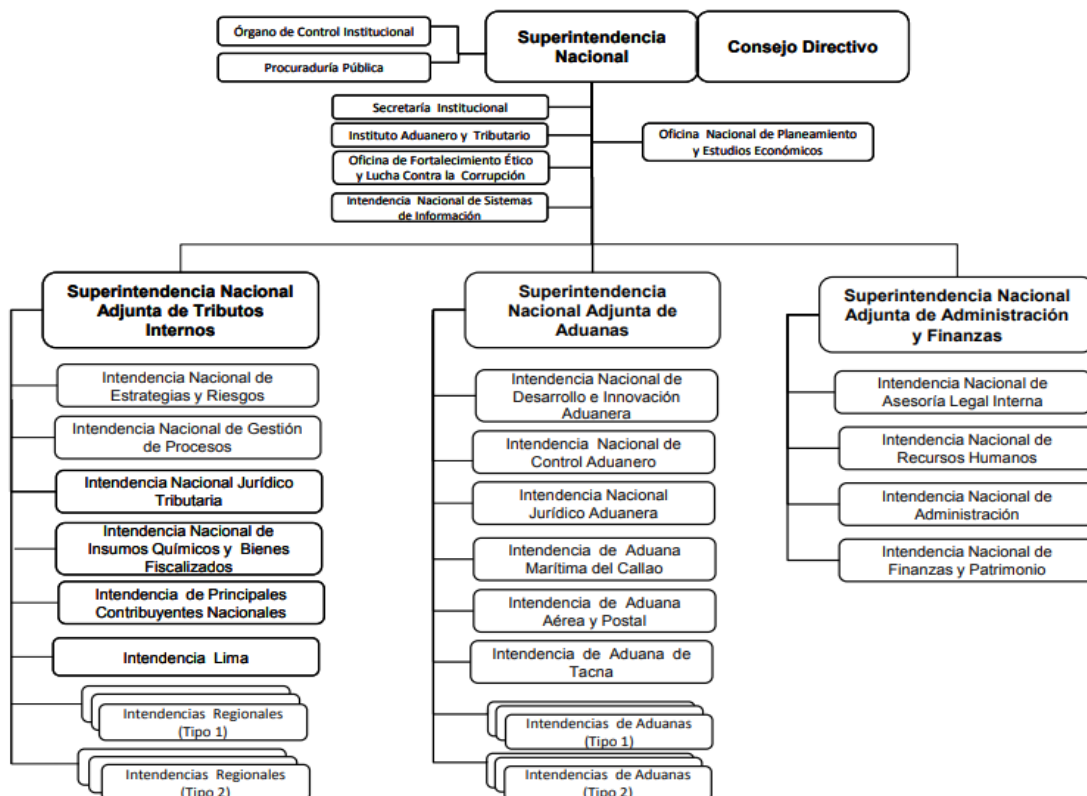 Órgano de Control Institucional
Procuraduría Pública
Superintendencia
Nacional
Consejo Directivo
Secretaría Institucional
Instituto Aduanero y Tributario
Oficina de Fortalecimiento Ético
y Lucha Contra la Corrupción
Intendencia Nacional de Sistemas
de Información
Oficina Nacional de Planeamiento
y Estudios Económicos
Superintendencia Nacional
Adjunta de Tributos
Internos
Intendencia Nacional de
Estrategias y Riesgos
Intendencia Nacional de Gestión
de Procesos
Intendencia Nacional Jurídico
Tributaria
Intendencia Nacional de
Insumos Químicos y Bienes
Fiscalizados
Intendencia de Principales
Contribuyentes Nacionales
Intendencia Lima
Intendencias Regionales
(Tipo 1)
Intendencias Regionales
(Tipo 2)
Superintendencia
Nacional Adjunta de
Aduanas
Intendencia Nacional de
Desarrollo e Innovación
Aduanera
Intendencia Nacional de
Control Aduanero
Intendencia Nacional
Jurídico Aduanera
Intendencia de Aduana
Marítima del Callao
Intendencia de Aduana
Aérea y Postal
Intendencia de Aduana de
Tacna
Intendencias de Aduanas
(Tipo 1)
Intendencias de Aduanas
(Tipo 2)
Superintendencia Nacional
Adjunta de Administración
y Finanzas
Intendencia Nacional de
Asesoría Legal Interna
Intendencia Nacional de
Recursos Humanos
Intendencia Nacional de
Administración
Intendencia Nacional de
Finanzas y Patrimonio